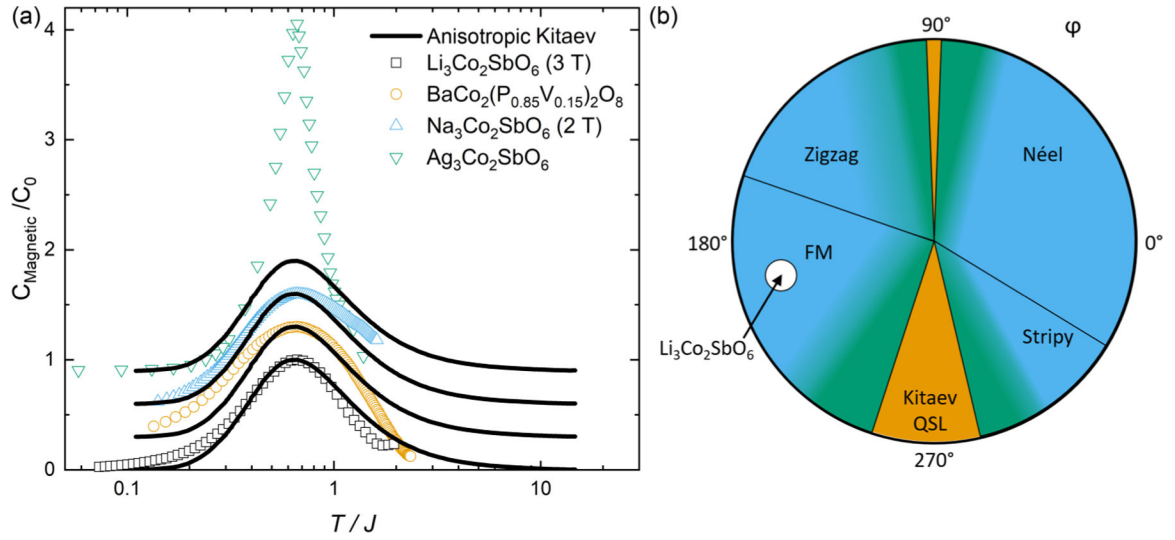 (a)
4
3
2
1
0
C_Magnetic /C_0
Anisotropic Kitaev
Li₃Co₂SbO₆ (3 T)
BaCo₂(P₀.₈₅V₀.₁₅)₂O₈
Na₃Co₂SbO₆ (2 T)
Ag₃Co₂SbO₆
0.1 1 10
T / J
(b)
90°
φ
Zigzag
Néel
180°
FM
0°
Li₃Co₂SbO₆
Stripy
Kitaev
QSL
270°